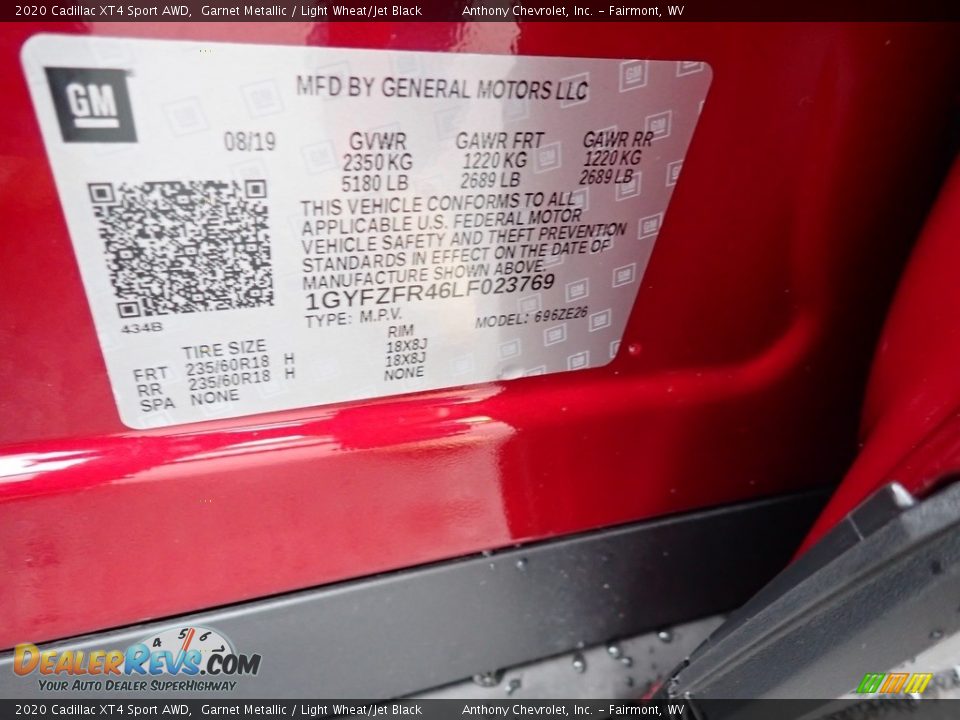 2020 Cadillac XT4 Sport AWD, Garnet Metallic / Light Wheat/Jet Black Anthony Chevrolet, Inc. - Fairmont, WV
GM
MFD BY GENERAL MOTORS LLC
08/19 GVWR GAWR FRT GAWR RR
2350 KG 1220 KG 1220 KG
5180 LB 2689 LB 2689 LB
THIS VEHICLE CONFORMS TO ALL
APPLICABLE U.S. FEDERAL MOTOR
VEHICLE SAFETY AND THEFT PREVENTION
STANDARDS IN EFFECT ON THE DATE OF
MANUFACTURE SHOWN ABOVE.
1GYFZFR46LF023769
434B
TYPE: M.P.V. MODEL: 696ZE26
TIRE SIZE RIM
FRT 235/60R18 H 18X8J
RR 235/60R18 H 18X8J
SPA NONE NONE
4 5 6
DealerRevs.com
Your Auto Dealer SuperHighway
2020 Cadillac XT4 Sport AWD, Garnet Metallic / Light Wheat/Jet Black Anthony Chevrolet, Inc. - Fairmont, WV